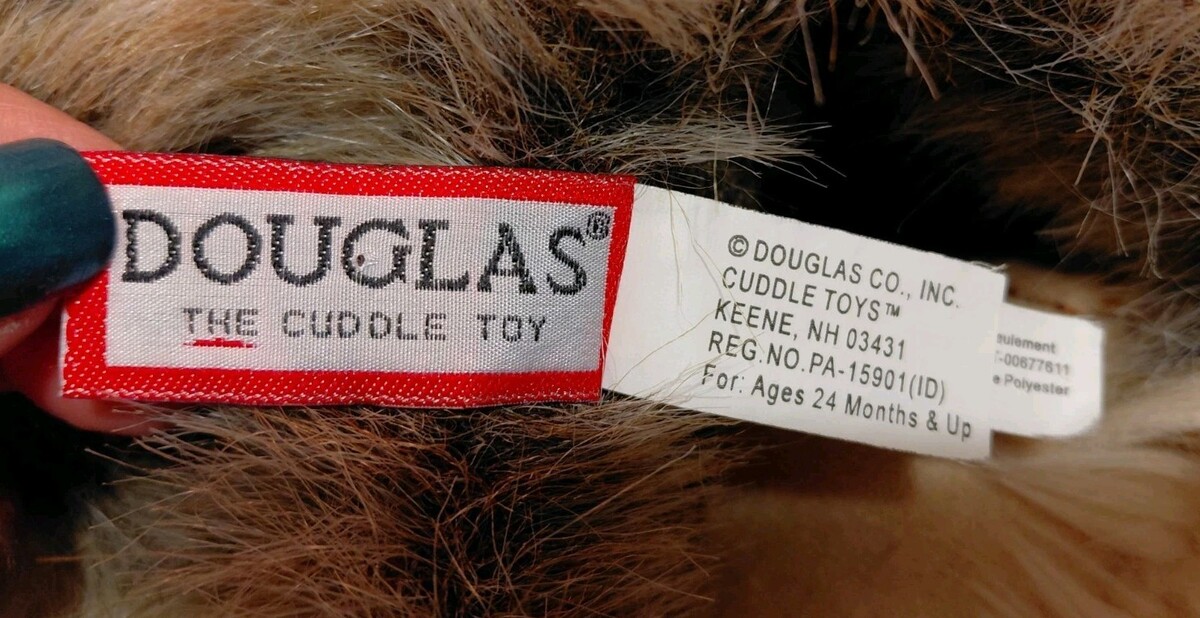 DOUGLAS®
THE CUDDLE TOY
© DOUGLAS CO., INC.
CUDDLE TOYS™
KEENE, NH 03431
REG.NO.PA-15901(ID)
For: Ages 24 Months & Up
-00677611
Polyester